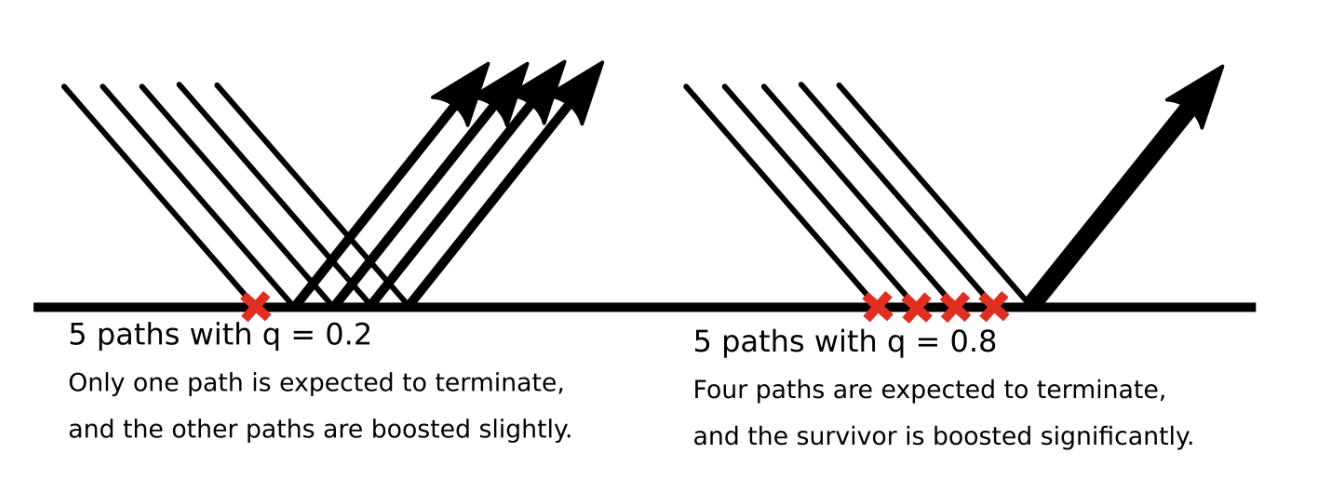 5 paths with q = 0.2
Only one path is expected to terminate,
and the other paths are boosted slightly.
5 paths with q = 0.8
Four paths are expected to terminate,
and the survivor is boosted significantly.